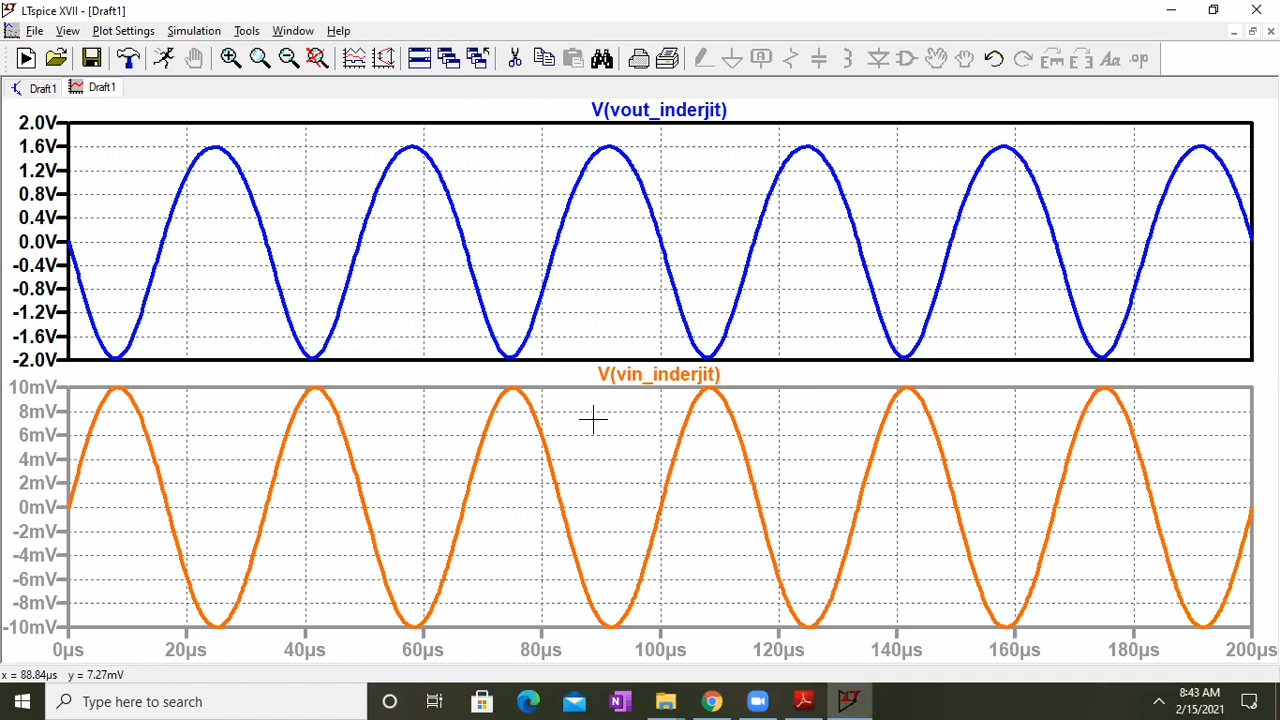 LTspice XVII - [Draft1]
File View Plot Settings Simulation Tools Window Help
Draft1 Draft1
V(vout_inderjit)
2.0V
1.6V
1.2V
0.8V
0.4V
0.0V
-0.4V
-0.8V
-1.2V
-1.6V
-2.0V
V(vin_inderjit)
10mV
8mV
6mV
4mV
2mV
0mV
-2mV
-4mV
-6mV
-8mV
-10mV
0µs 20µs 40µs 60µs 80µs 100µs 120µs 140µs 160µs 180µs 200µs
x = 88.84µs y = 7.27mV
Type here to search
8:43 AM
2/15/2021